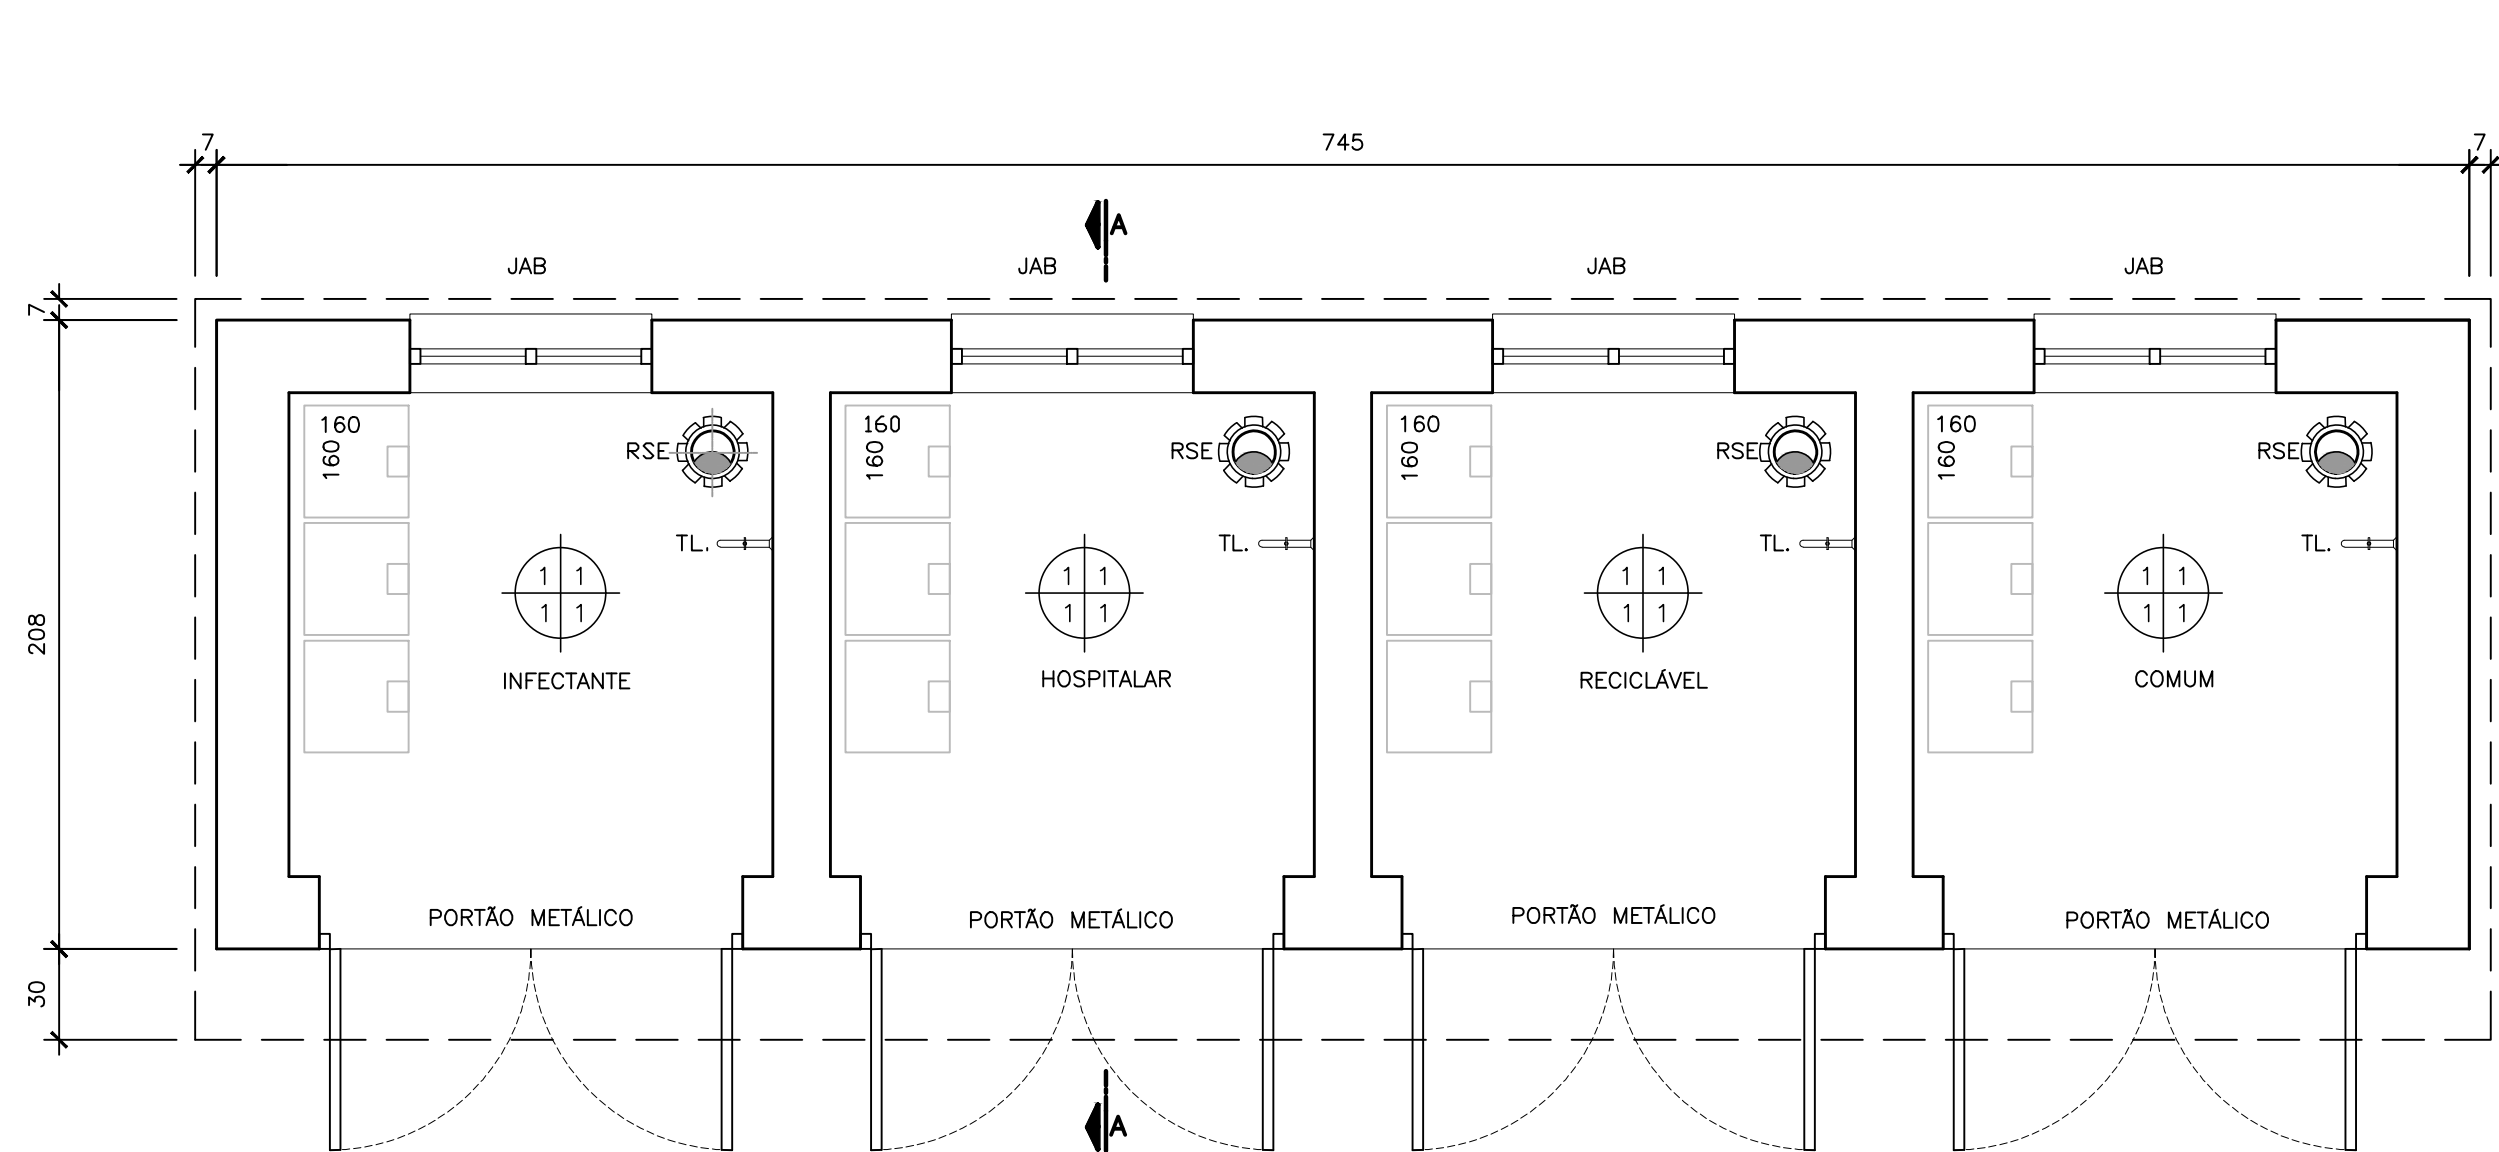 7 745 7
A
JAB JAB JAB JAB
7
160 160 160 160
160 160 160 160
RSE RSE RSE RSE
TL. TL. TL. TL.
1 1 1 1 1 1 1 1
1 1 1 1 1 1 1 1
208
INFECTANTE HOSPITALAR RECICLÁVEL COMUM
PORTÃO METÁLICO PORTÃO METÁLICO PORTÃO METÁLICO PORTÃO METÁLICO
30
A